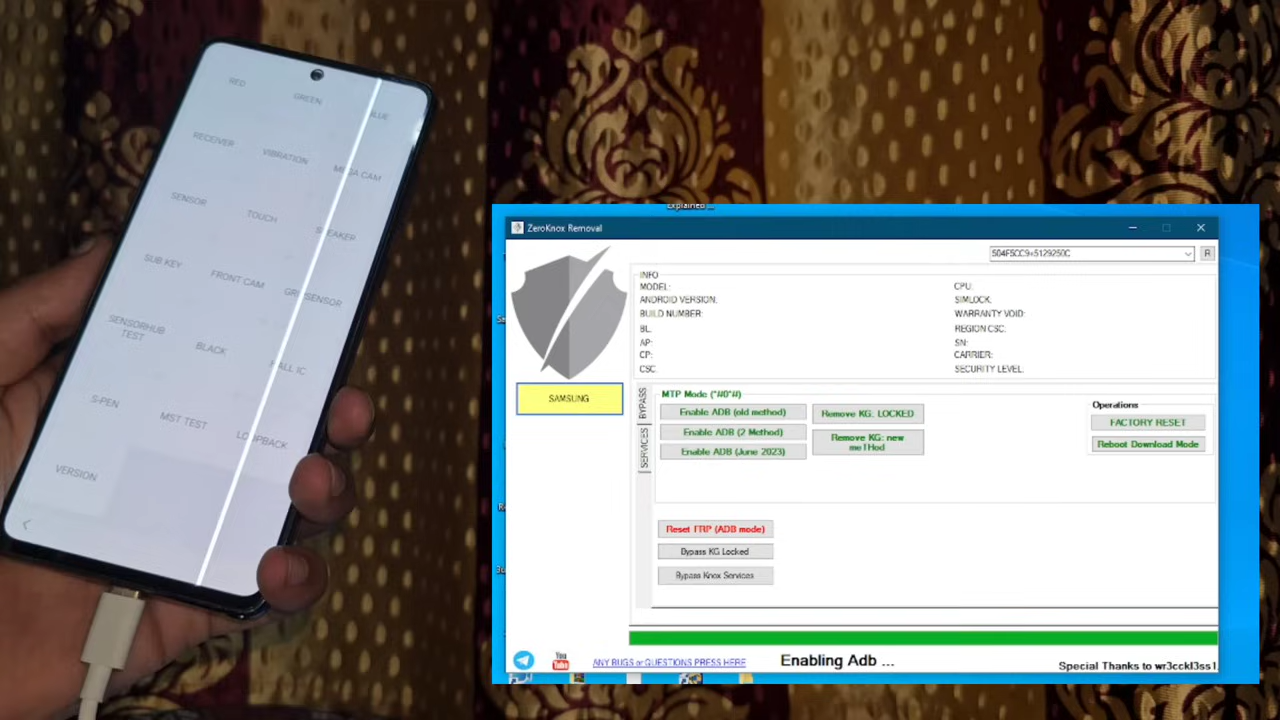 RED
GREEN
LUE
RECEIVER
VIBRATION
MEGA CAM
SENSOR
TOUCH
SPEAKER
SUB KEY
FRONT CAM
GRIPSENSOR
SENSORHUB
TEST
BLACK
HALL IC
S-PEN
MST TEST
LOOPBACK
VERSION
Explained ...
ZeroKnox Removal
R
INFO
MODEL:
ANDROID VERSION:
BUILD NUMBER:
BL:
AP:
CP:
CSC:
CPU:
SIMLOCK:
WARRANTY VOID:
REGION CSC:
SN:
CARRIER:
SECURITY LEVEL:
SAMSUNG
BYPASS
SERVICES
MTP Mode (*#0*#)
Enable ADB (old method)
Remove KG: LOCKED
Enable ADB (2 Method)
Remove KG: new
meTHod
Enable ADB (June 2023)
Operations
FACTORY RESET
Reboot Download Mode
Reset FRP (ADB mode)
Bypass KG Locked
Bypass Knox Services
You
Tube
ANY BUGS or QUESTIONS PRESS HERE
Enabling Adb ...
Special Thanks to wr3cckl3ss1